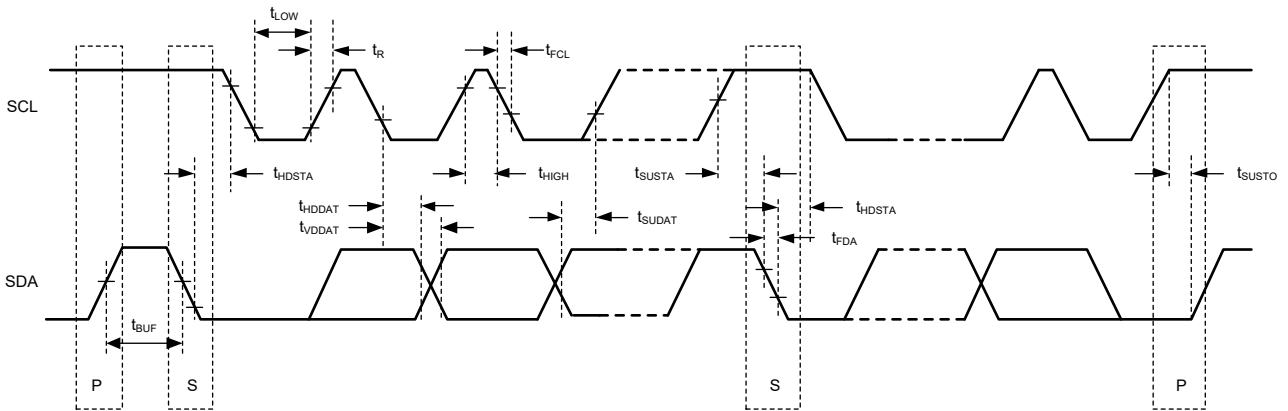 tLOW
tR
tFCL
SCL
tHDSTA
tHIGH
tSUSTA
tSUSTO
tHDDAT
tSUDAT
tHDSTA
tVDDAT
tFDA
SDA
tBUF
P
S
S
P